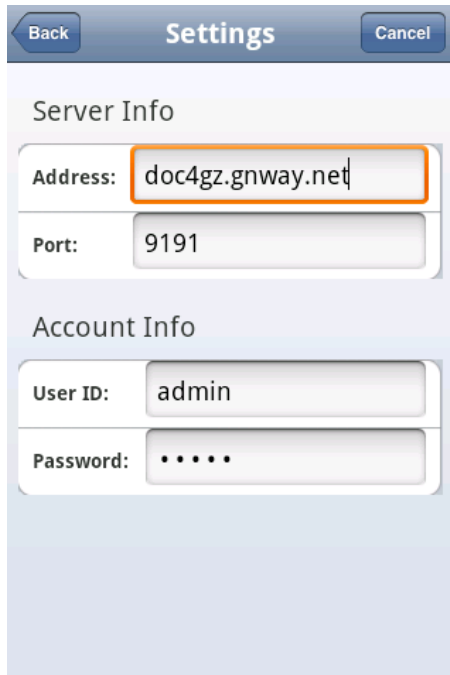 Back Settings Cancel
Server Info
Address: doc4gz.gnway.net
Port: 9191
Account Info
User ID: admin
Password: •••••